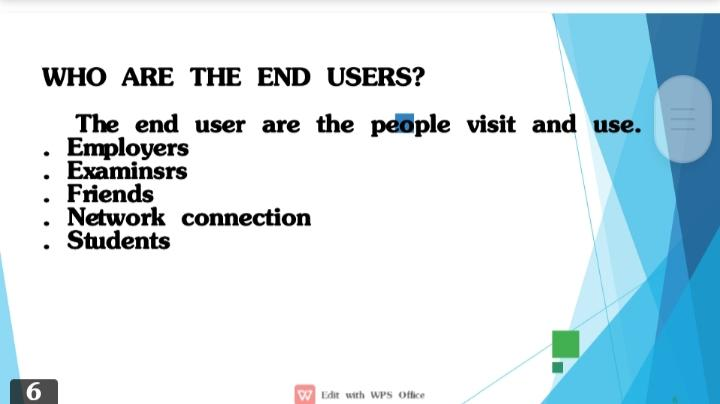 WHO ARE THE END USERS?
The end user are the people visit and use.
. Employers
. Examinsrs
. Friends
. Network connection
. Students
6
W Edit with WPS Office